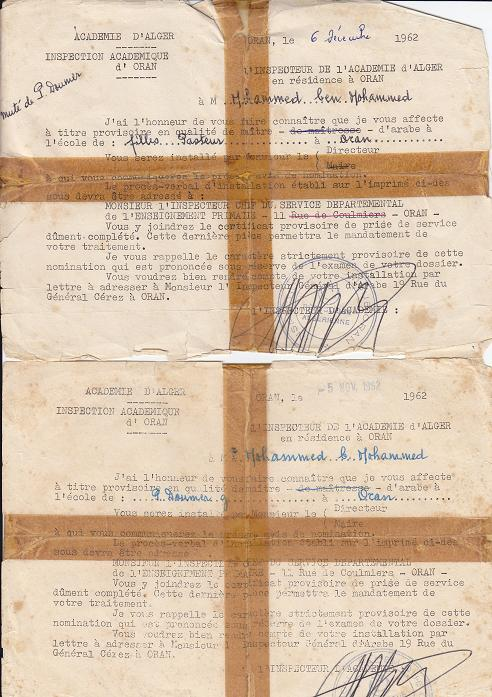 ACADEMIE D'ALGER
INSPECTION ACADEMIQUE
d' ORAN
ORAN, le 6 décembre 1962
muté de P. Doumer
L'INSPECTEUR DE L'ACADEMIE D'ALGER
en résidence à ORAN
à M. Mohammed ben Mohammed
J'ai l'honneur de vous faire connaître que je vous affecte
à titre provisoire en qualité de maître - de maîtresse - d'arabe à
l'école de : filles Pasteur à Oran
Vous serez installé par Monsieur le ( Directeur
Maire
à qui vous communiquerez le présent avis de nomination.
Le procès-verbal d'installation établi sur l'imprimé ci-des
sous devra être adressé à :
MONSIEUR L'INSPECTEUR CHEF DU SERVICE DEPARTEMENTAL
de l'ENSEIGNEMENT PRIMAIRE - 11 Rue de Coulmiers - ORAN -
Vous y joindrez le certificat provisoire de prise de service
dûment complété. Cette dernière pièce permettra le mandatement de
votre traitement.
Je vous rappelle le caractère strictement provisoire de cette
nomination qui est prononcée sous réserve de l'examen de votre dossier.
Vous voudrez bien rendre compte de votre installation par
lettre à adresser à Monsieur l'Inspecteur Général d'Arabe 19 Rue du
Général Cérez à ORAN.
L'INSPECTEUR D'ACADEMIE :
ACADEMIE D'ALGER
INSPECTION ACADEMIQUE
d' ORAN
ORAN, le 5 NOV. 1962 1962
L'INSPECTEUR DE L'ACADEMIE D'ALGER
en résidence à ORAN
à M. Mohammed b. Mohammed
J'ai l'honneur de vous faire connaître que je vous affecte
à titre provisoire en qualité de maître - de maîtresse - d'arabe à
l'école de : P. Doumer g. à Oran
Vous serez installé par Monsieur le ( Directeur
Maire
à qui vous communiquerez le présent avis de nomination.
Le procès-verbal d'installation établi sur l'imprimé ci-des
sous devra être adressé
MONSIEUR L'INSPECTEUR DU SERVICE DEPARTEMENTAL
de l'ENSEIGNEMENT PRIMAIRE - 11 Rue de Coulmiers - ORAN -
Vous y joindrez le certificat provisoire de prise de service
dûment complété. Cette dernière pièce permettra le mandatement de
votre traitement.
Je vous rappelle le caractère strictement provisoire de cette
nomination qui est prononcée sous réserve de l'examen de votre dossier.
Vous voudrez bien rendre compte de votre installation par
lettre à adresser à Monsieur l'Inspecteur Général d'Arabe 19 Rue du
Général Cérez à ORAN.
L'INSPECTEUR D'ACADEMIE